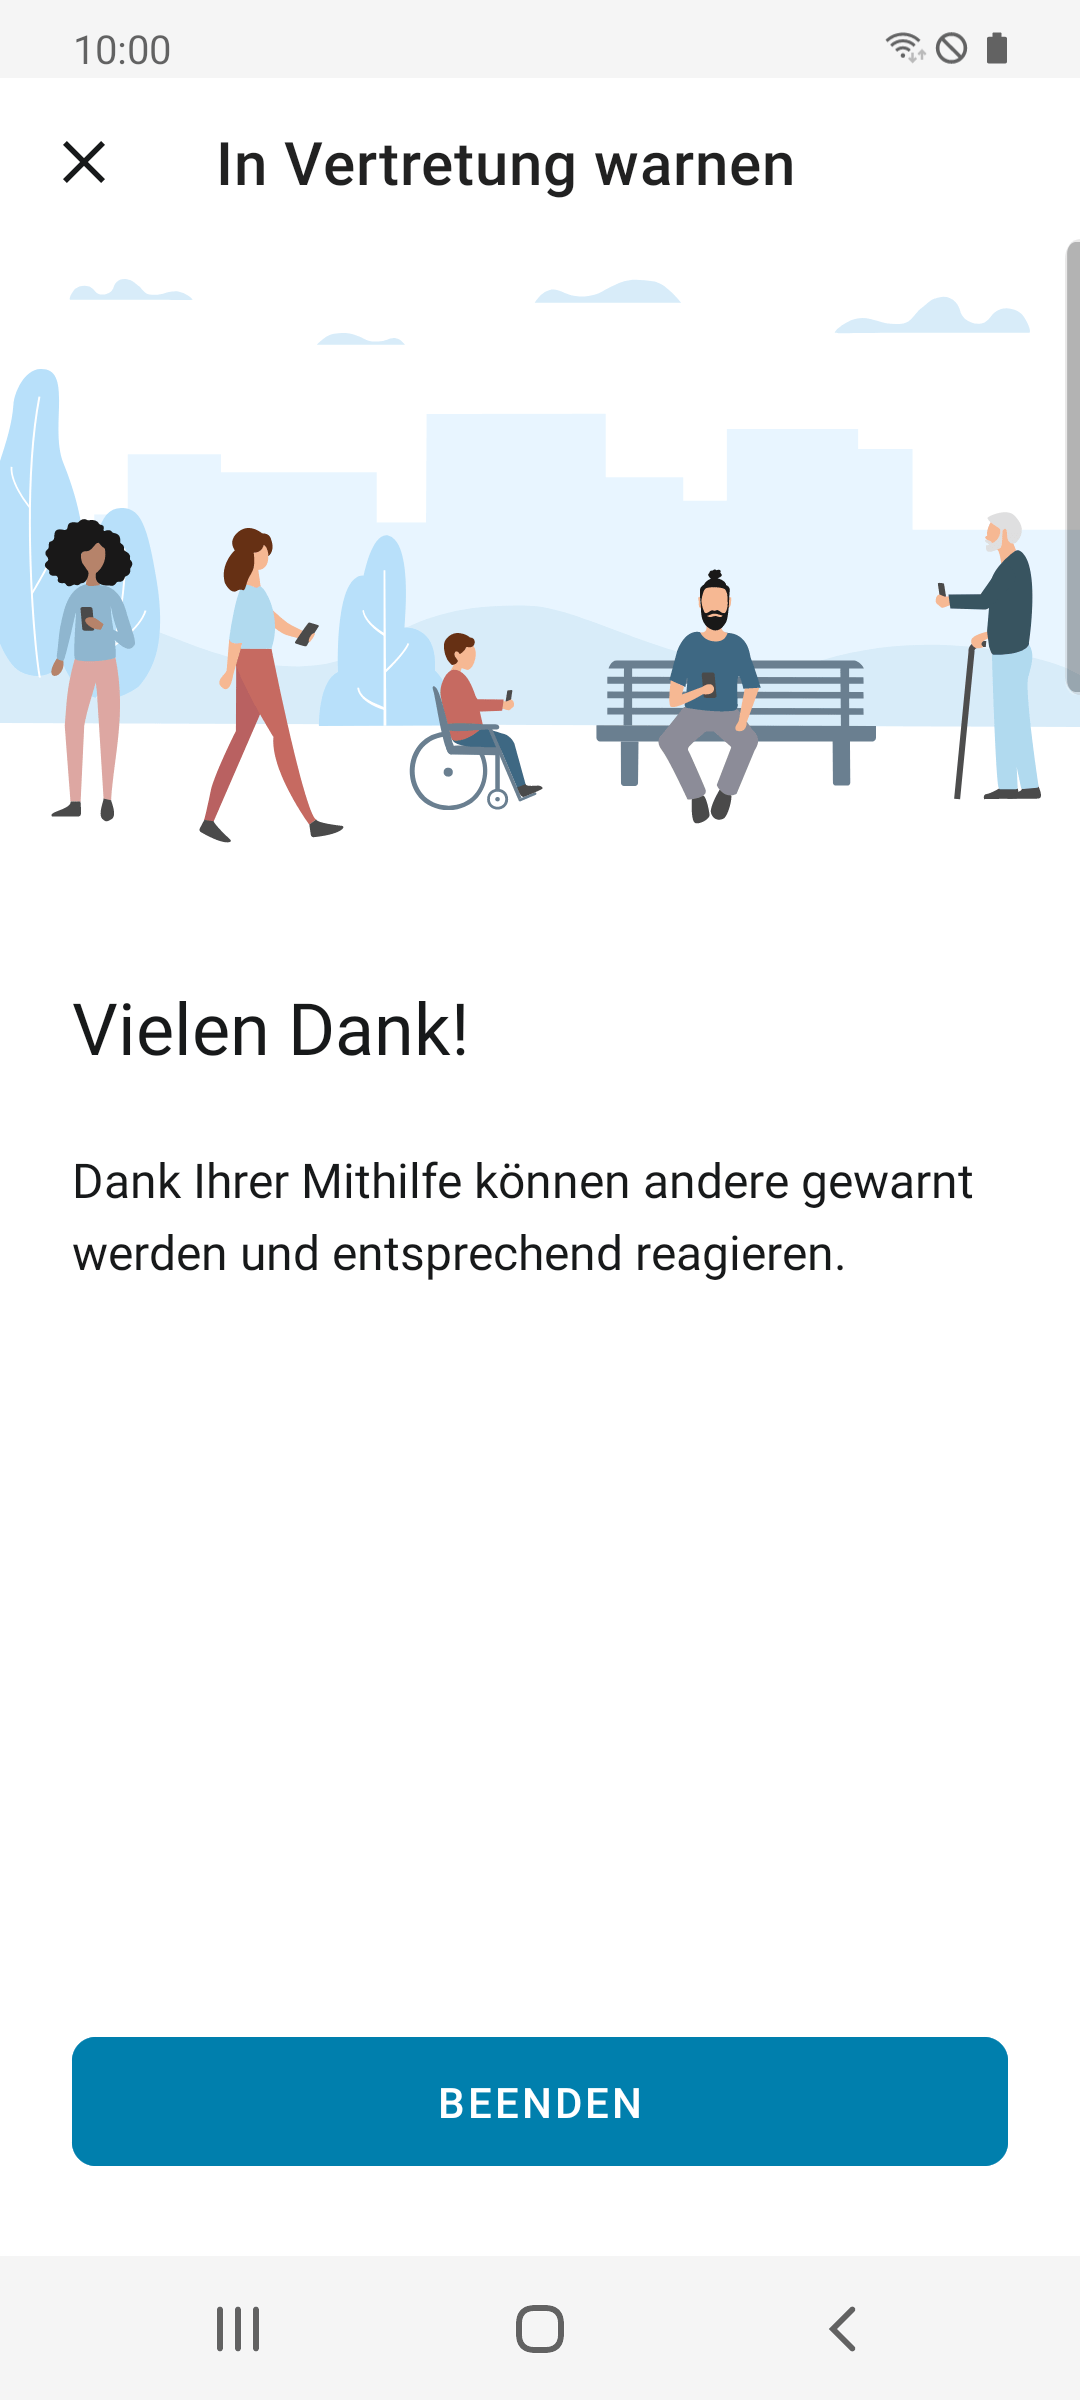 10:00
In Vertretung warnen
Vielen Dank!
Dank Ihrer Mithilfe können andere gewarnt
werden und entsprechend reagieren.
BEENDEN